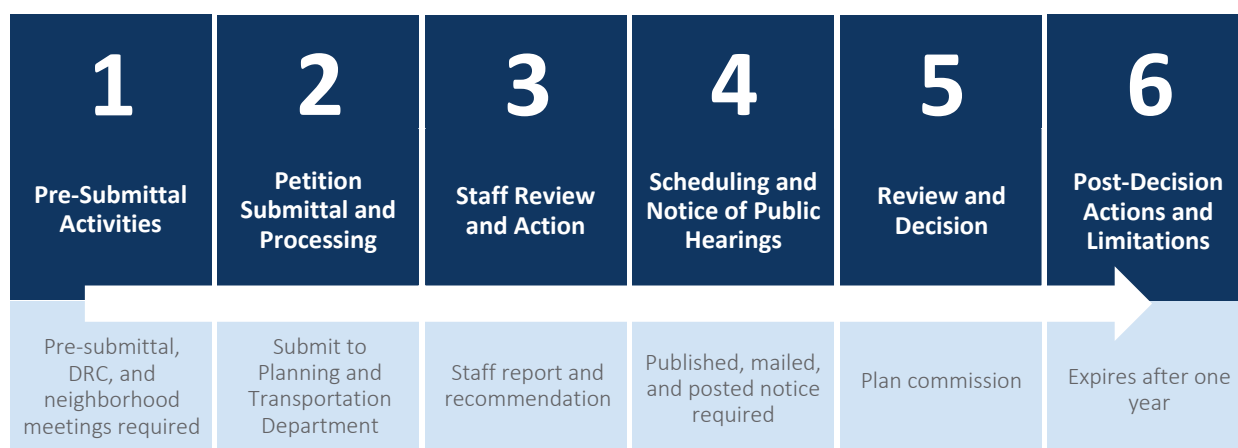 1
Pre-Submittal
Activities
Pre-submittal,
DRC, and
neighborhood
meetings required
2
Petition
Submittal and
Processing
Submit to
Planning and
Transportation
Department
3
Staff Review
and Action
Staff report and
recommendation
4
Scheduling and
Notice of Public
Hearings
Published, mailed,
and posted notice
required
5
Review and
Decision
Plan commission
6
Post-Decision
Actions and
Limitations
Expires after one
year